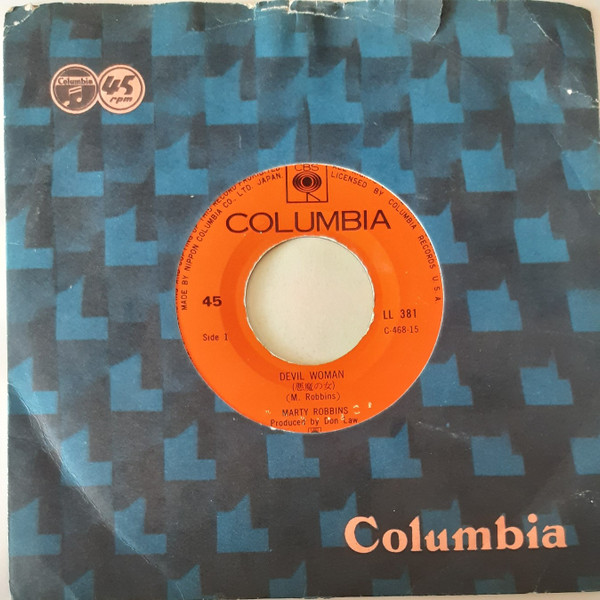 Columbia
45
rpm
MADE BY NIPPON COLUMBIA CO., LTD JAPAN
LICENSED BY COLUMBIA RECORDS U S A
CBS
COLUMBIA
45
LL 381
Side 1
C-468-15
DEVIL WOMAN
(悪魔の女)
(M. Robbins)
MARTY ROBBINS
Produced by Don Law
Columbia